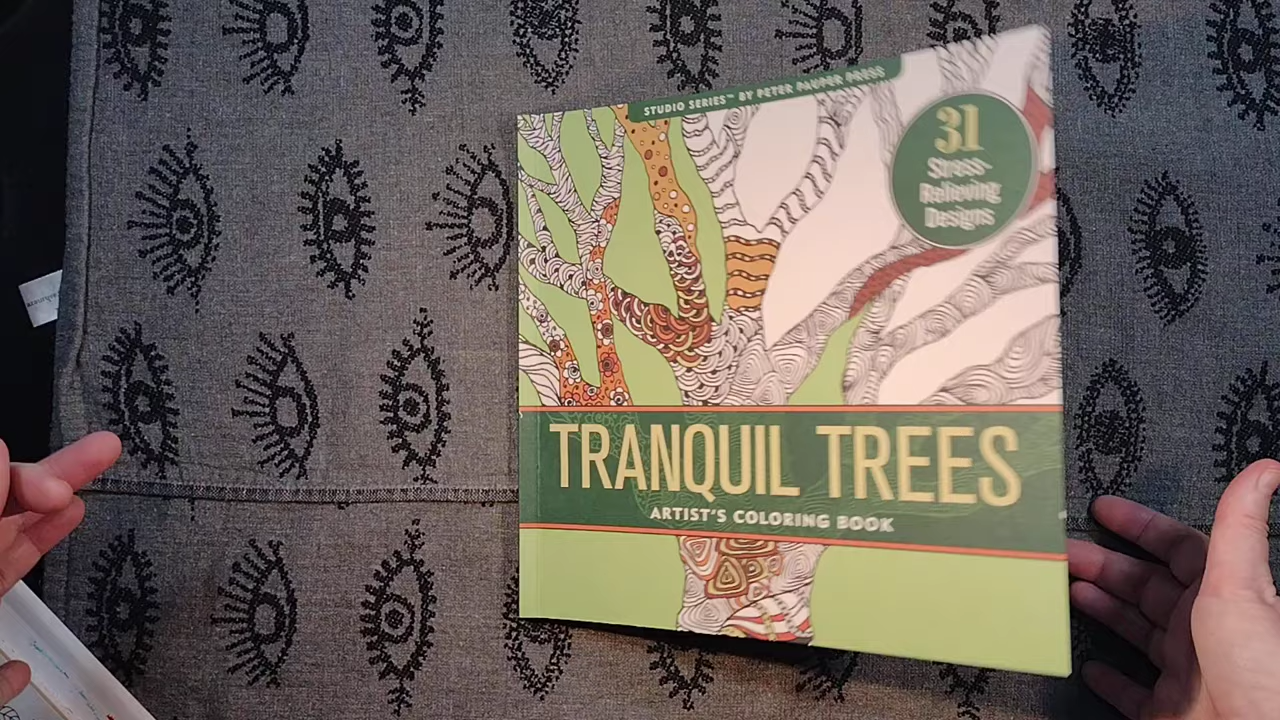 STUDIO SERIES™ BY PETER PAUPER PRESS
31
Stress-
Relieving
Designs
TRANQUIL TREES
ARTIST'S COLORING BOOK